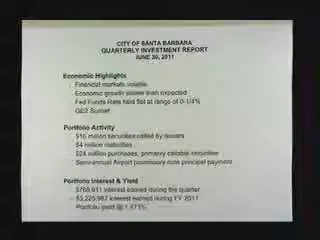 CITY OF SANTA BARBARA
QUARTERLY INVESTMENT REPORT
JUNE 30, 2011
Economic Highlights
Financial markets volatile
Economic growth slower than expected
Fed Funds Rate held flat at range of 0-1/4%
QE2 Sunset
Portfolio Activity
$16 million securities called by issuers
$4 million maturities
$24 million purchases, primarily callable securities
Semi-annual Airport promissory note principal payment
Portfolio Interest & Yield
interest earned during the quarter
interest earned during FY 2011
Portfolio yield @